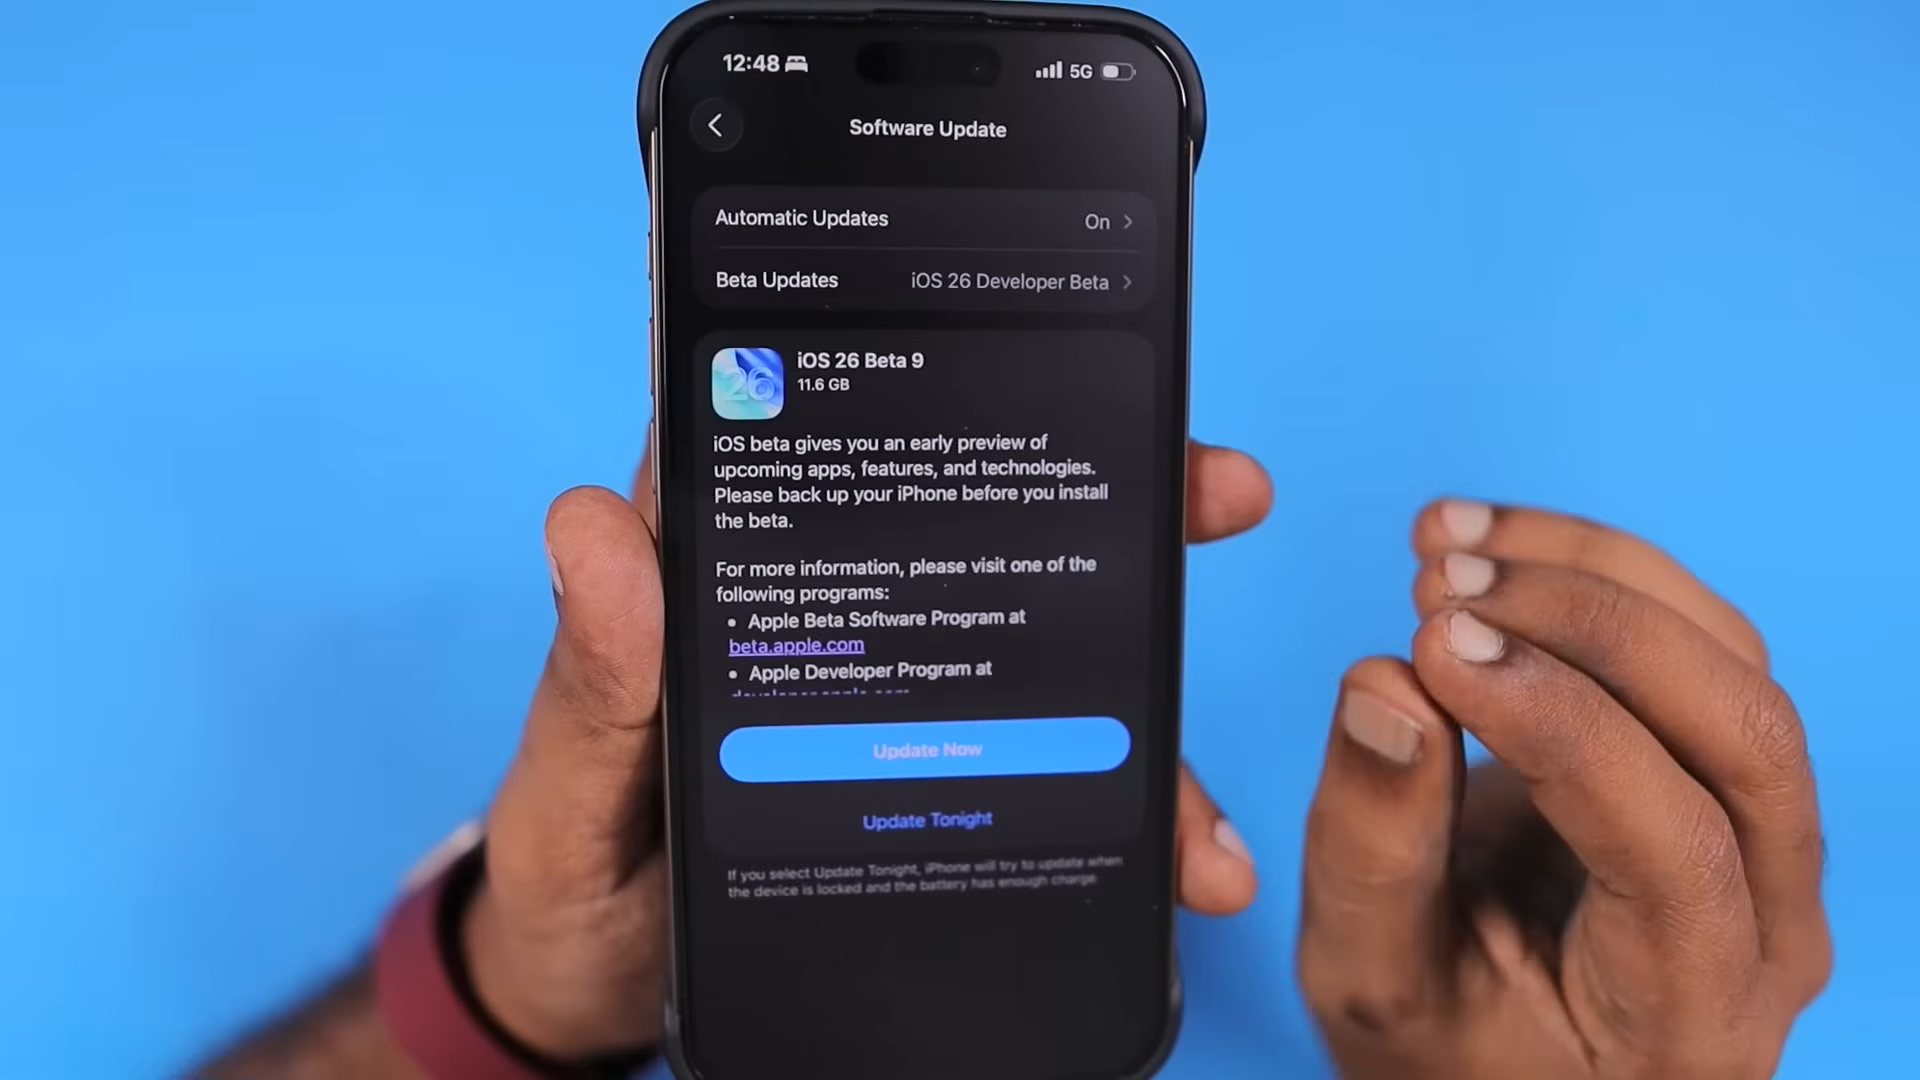 12:48
5G
Software Update
Automatic Updates On
Beta Updates iOS 26 Developer Beta
iOS 26 Beta 9
26
11.6 GB
iOS beta gives you an early preview of
upcoming apps, features, and technologies.
Please back up your iPhone before you install
the beta.
For more information, please visit one of the
following programs:
• Apple Beta Software Program at
beta.apple.com
• Apple Developer Program at
Update Now
Update Tonight
If you select Update Tonight, iPhone will try to update when
the device is locked and the battery has enough charge.